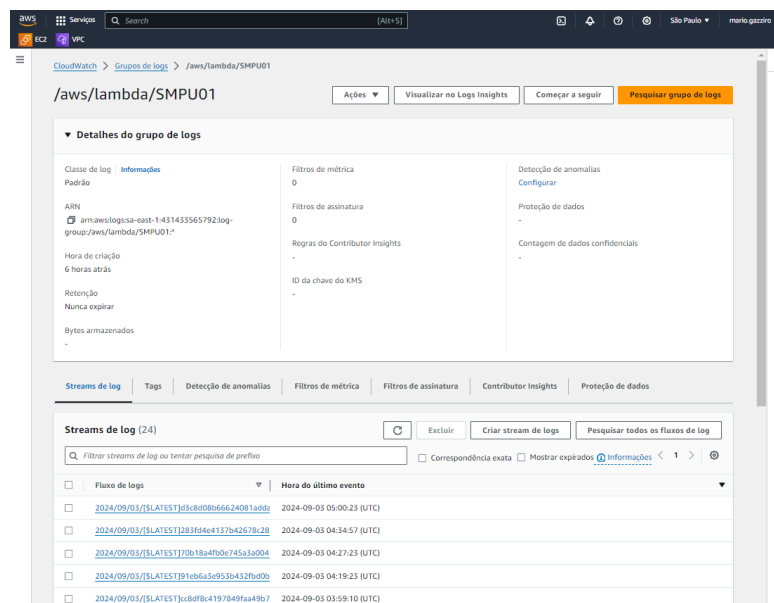 aws Serviços Search [Alt+S] São Paulo ▼ mario.gazziro
EC2 VPC
CloudWatch > Grupos de logs > /aws/lambda/SMPU01
/aws/lambda/SMPU01 Ações ▼ Visualizar no Logs Insights Começar a seguir Pesquisar grupo de logs
▼ Detalhes do grupo de logs
Classe de log Informações
Padrão
ARN
arn:aws:logs:sa-east-1:431433565792:log-
group:/aws/lambda/SMPU01:*
Hora de criação
6 horas atrás
Retenção
Nunca expirar
Bytes armazenados
-
Filtros de métrica
0
Filtros de assinatura
0
Regras do Contributor Insights
-
ID da chave do KMS
-
Detecção de anomalias
Configurar
Proteção de dados
-
Contagem de dados confidenciais
-
Streams de log Tags Detecção de anomalias Filtros de métrica Filtros de assinatura Contributor Insights Proteção de dados
Streams de log (24) Excluir Criar stream de logs Pesquisar todos os fluxos de log
Filtrar streams de log ou tentar pesquisa de prefixo Correspondência exata Mostrar expirados Informações < 1 >
Fluxo de logs Hora do último evento
2024/09/03/[$LATEST]d3c8d08b66624081adda 2024-09-03 05:00:23 (UTC)
2024/09/03/[$LATEST]283fd4e4137b42678c28 2024-09-03 04:34:57 (UTC)
2024/09/03/[$LATEST]70b18a4fb0e745a3a004 2024-09-03 04:27:23 (UTC)
2024/09/03/[$LATEST]91eb6a3e953b432fbd0b 2024-09-03 04:19:23 (UTC)
2024/09/03/[$LATEST]cc8df8c4197849faa49b7 2024-09-03 03:59:10 (UTC)